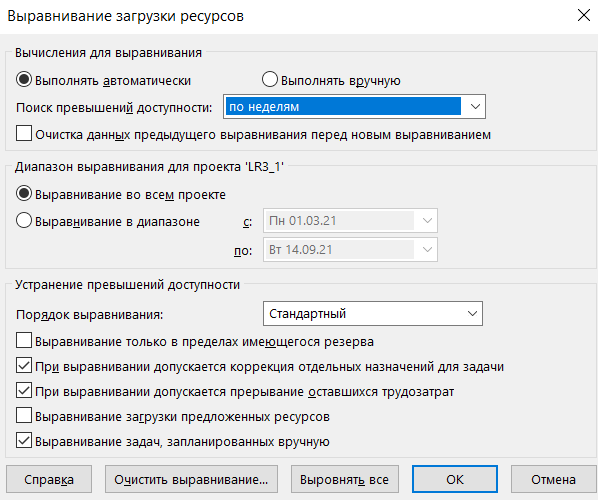 Выравнивание загрузки ресурсов
Вычисления для выравнивания
Выполнять автоматически
Выполнять вручную
Поиск превышений доступности:
по неделям
Очистка данных предыдущего выравнивания перед новым выравниванием
Диапазон выравнивания для проекта 'LR3_1'
Выравнивание во всем проекте
Выравнивание в диапазоне
с:
Пн 01.03.21
по:
Вт 14.09.21
Устранение превышений доступности
Порядок выравнивания:
Стандартный
Выравнивание только в пределах имеющегося резерва
При выравнивании допускается коррекция отдельных назначений для задачи
При выравнивании допускается прерывание оставшихся трудозатрат
Выравнивание загрузки предложенных ресурсов
Выравнивание задач, запланированных вручную
Справка
Очистить выравнивание...
Выровнять все
ОК
Отмена